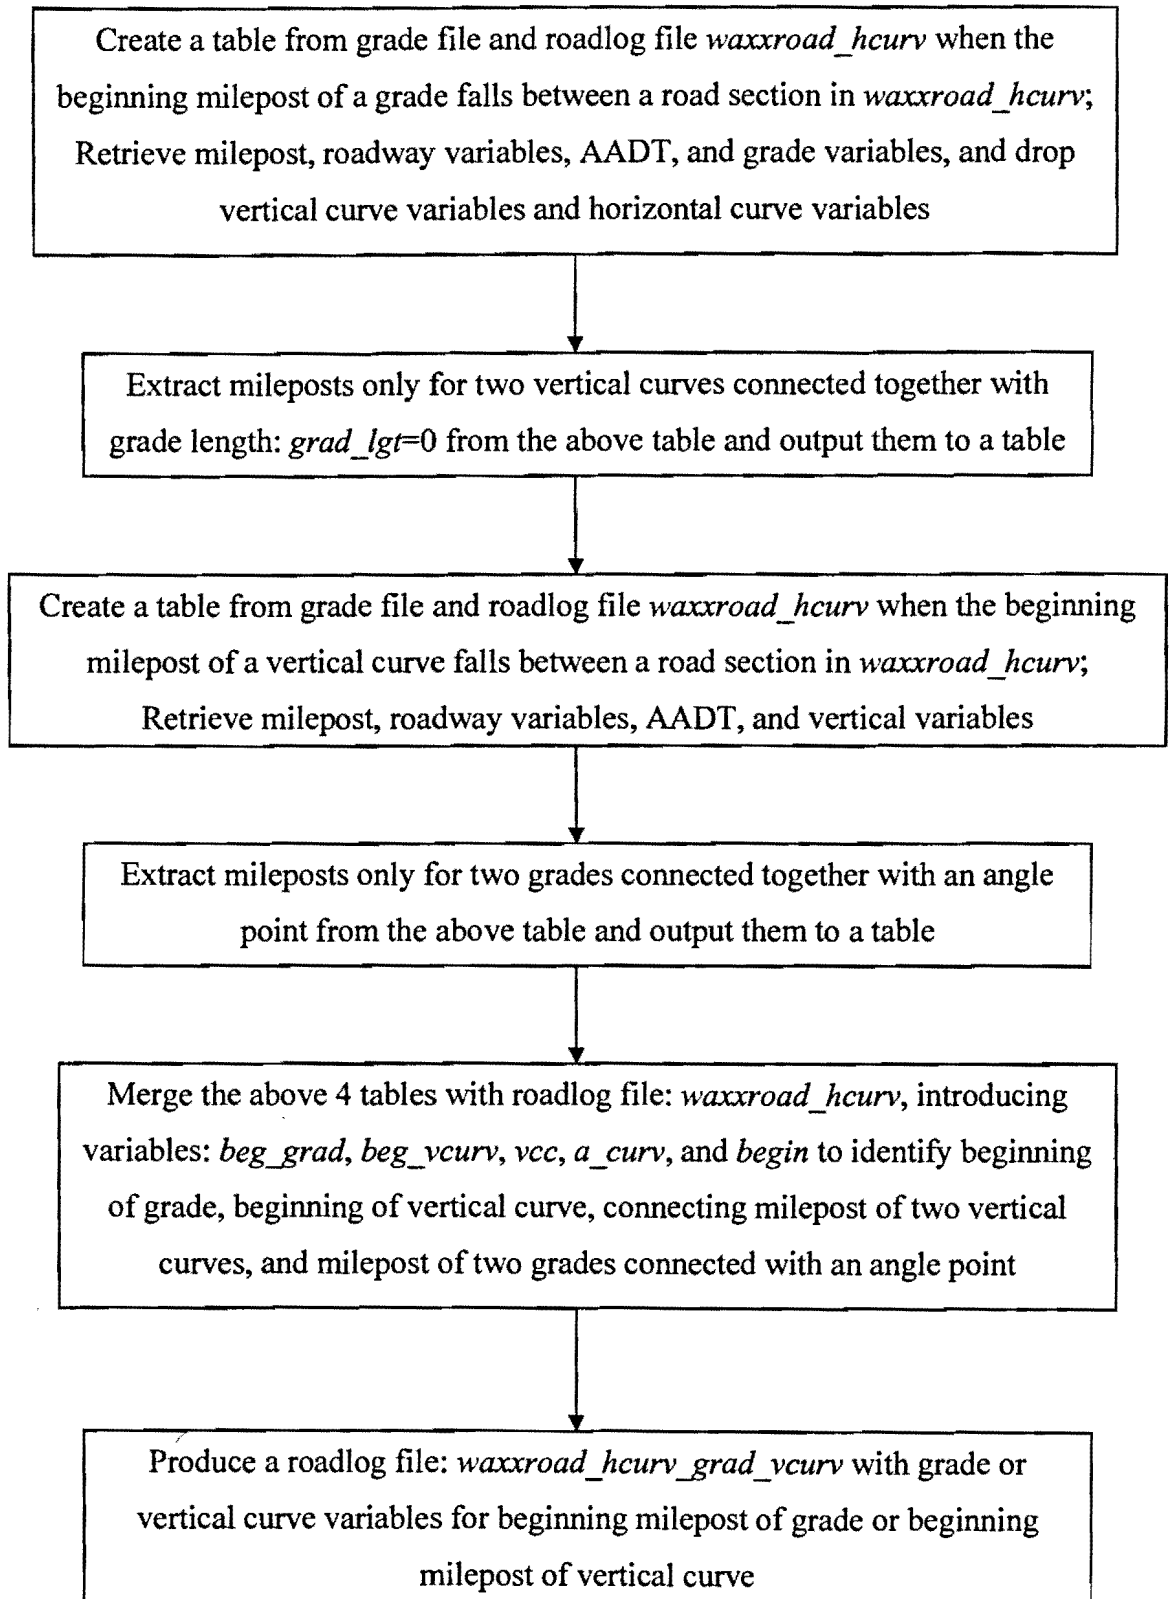 Create a table from grade file and roadlog file waxxroad_hcurv when the
beginning milepost of a grade falls between a road section in waxxroad_hcurv;
Retrieve milepost, roadway variables, AADT, and grade variables, and drop
vertical curve variables and horizontal curve variables
Extract mileposts only for two vertical curves connected together with
grade length: grad_lgt=0 from the above table and output them to a table
Create a table from grade file and roadlog file waxxroad_hcurv when the beginning
milepost of a vertical curve falls between a road section in waxxroad_hcurv;
Retrieve milepost, roadway variables, AADT, and vertical variables
Extract mileposts only for two grades connected together with an angle
point from the above table and output them to a table
Merge the above 4 tables with roadlog file: waxxroad_hcurv, introducing
variables: beg_grad, beg_vcurv, vcc, a_curv, and begin to identify beginning
of grade, beginning of vertical curve, connecting milepost of two vertical
curves, and milepost of two grades connected with an angle point
Produce a roadlog file: waxxroad_hcurv_grad_vcurv with grade or
vertical curve variables for beginning milepost of grade or beginning
milepost of vertical curve